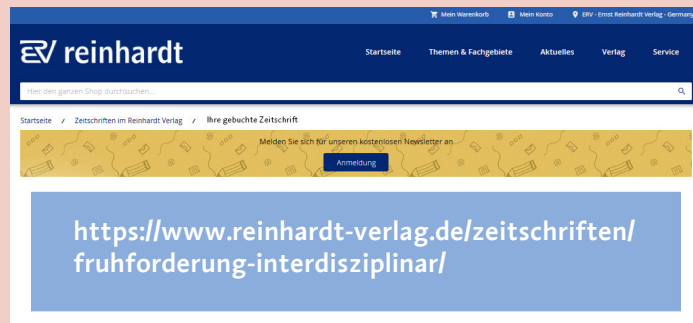 Mein Warenkorb Mein Konto ERV - Ernst Reinhardt Verlag - Germany
ERV reinhardt
Startseite Themen & Fachgebiete Aktuelles Verlag Service
Hier den ganzen Shop durchsuchen...
Startseite / Zeitschriften im Reinhardt Verlag / Ihre gebuchte Zeitschrift
Melden Sie sich für unseren kostenlosen Newsletter an
Anmeldung
https://www.reinhardt-verlag.de/zeitschriften/
fruhforderung-interdisziplinar/